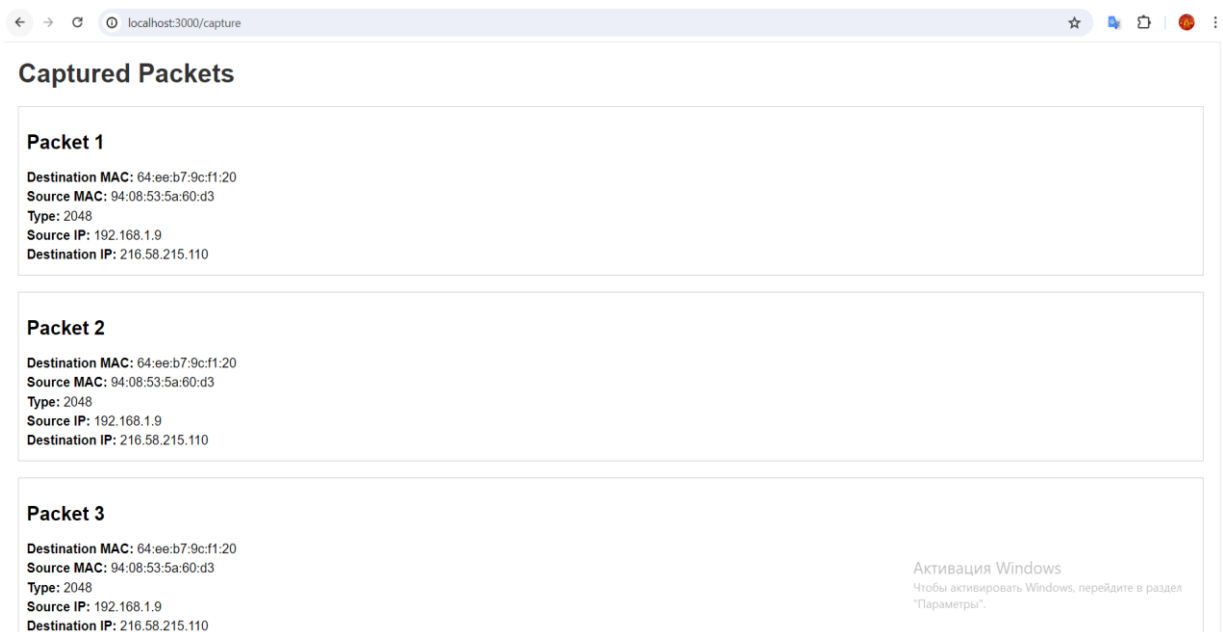 localhost:3000/capture
Captured Packets
Packet 1
Destination MAC: 64:ee:b7:9c:f1:20
Source MAC: 94:08:53:5a:60:d3
Type: 2048
Source IP: 192.168.1.9
Destination IP: 216.58.215.110
Packet 2
Destination MAC: 64:ee:b7:9c:f1:20
Source MAC: 94:08:53:5a:60:d3
Type: 2048
Source IP: 192.168.1.9
Destination IP: 216.58.215.110
Packet 3
Destination MAC: 64:ee:b7:9c:f1:20
Source MAC: 94:08:53:5a:60:d3
Type: 2048
Source IP: 192.168.1.9
Destination IP: 216.58.215.110
Активация Windows
Чтобы активировать Windows, перейдите в раздел
"Параметры".